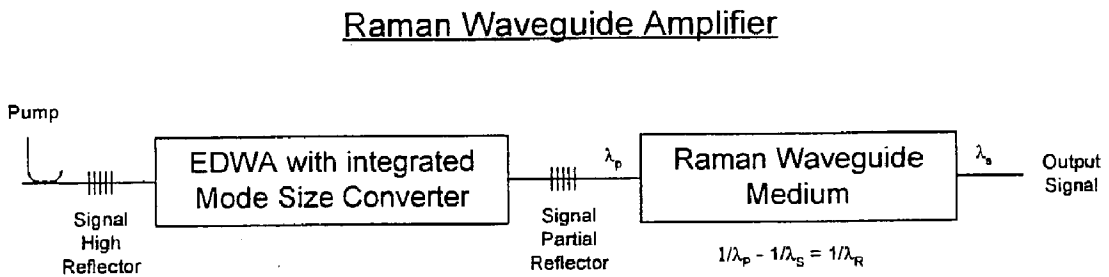 Raman Waveguide Amplifier
Pump
EDWA with integrated
Mode Size Converter
λp
Raman Waveguide
Medium
λs
Output
Signal
Signal
High
Reflector
Signal
Partial
Reflector
1/λP - 1/λS = 1/λR